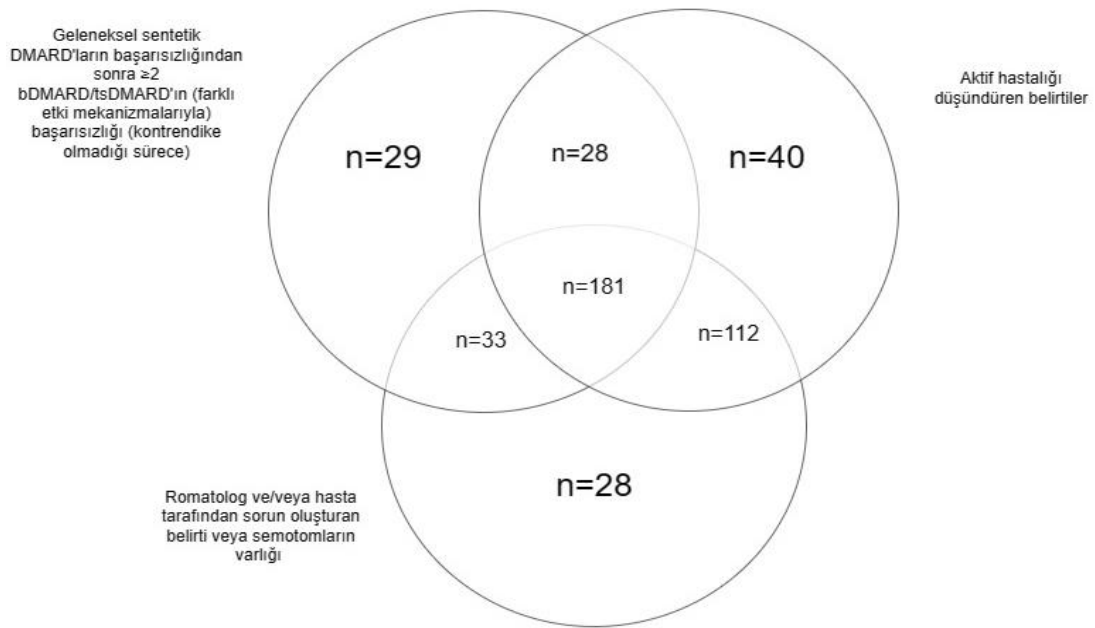 Geleneksel sentetik
DMARD'ların başarısızlığından
sonra ≥2
bDMARD/tsDMARD'ın (farklı
etki mekanizmalarıyla)
başarısızlığı (kontrendike
olmadığı sürece)
Aktif hastalığı
düşündüren belirtiler
n=29
n=28
n=40
n=181
n=33
n=112
n=28
Romatolog ve/veya hasta
tarafından sorun oluşturan
belirti veya semotomların
varlığı